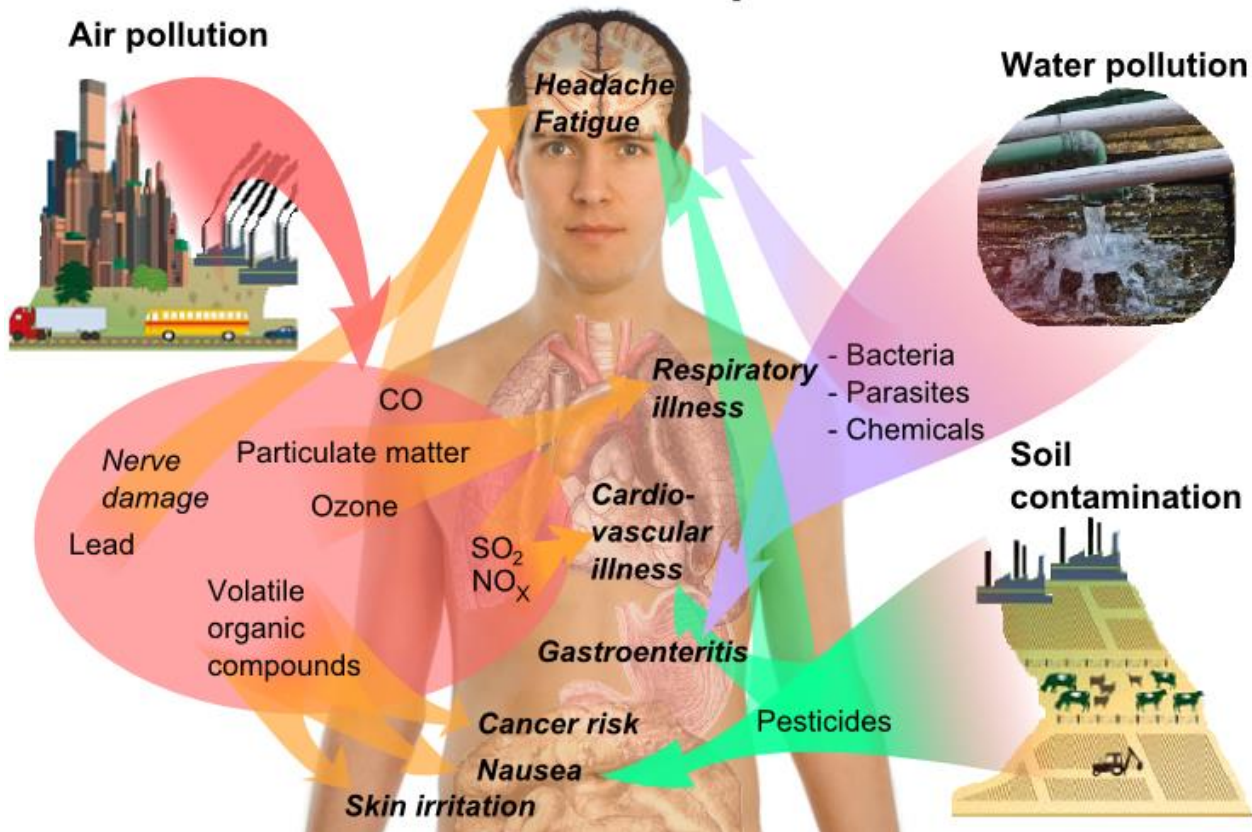 Air pollution
Water pollution
Headache
Fatigue
CO
Particulate matter
Ozone
Nerve
damage
Lead
SO₂
NOₓ
Volatile
organic
compounds
Respiratory
illness
Cardio-
vascular
illness
- Bacteria
- Parasites
- Chemicals
Soil
contamination
Gastroenteritis
Pesticides
Cancer risk
Nausea
Skin irritation